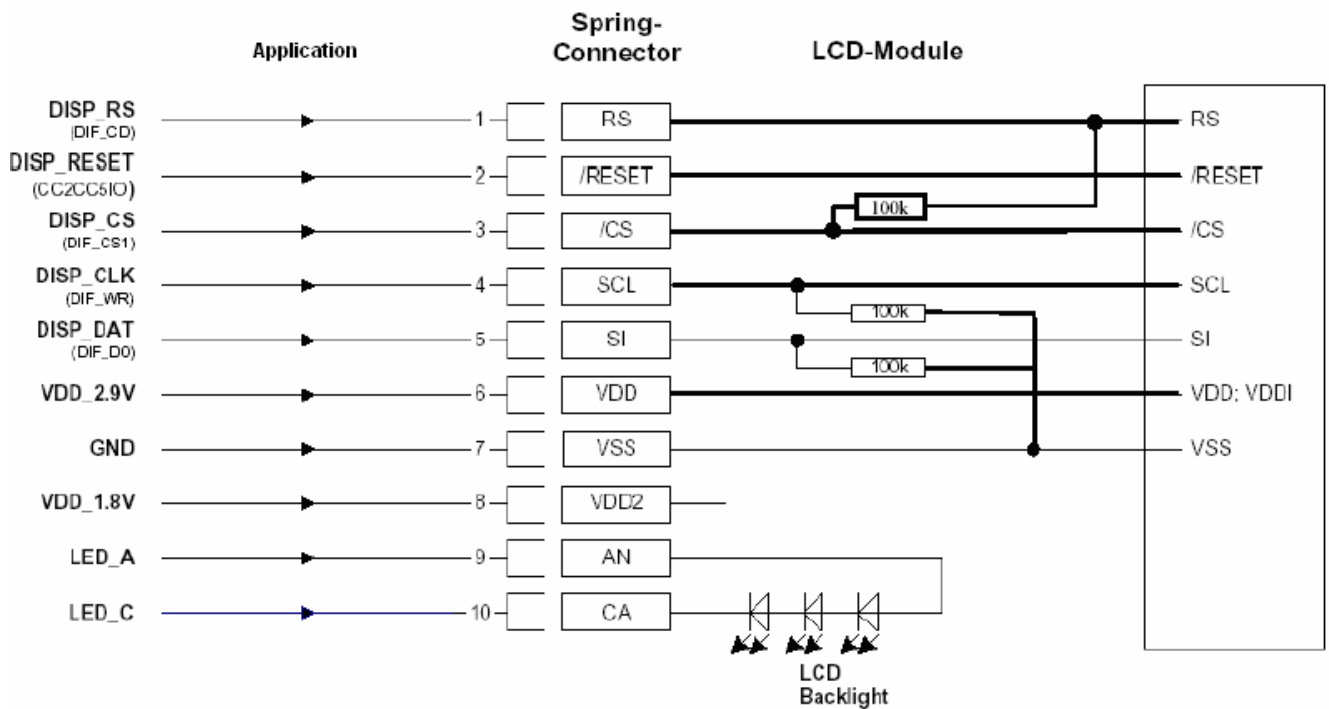 Application
Spring-
Connector
LCD-Module
DISP_RS
(DIF_CD)
1
RS
RS
DISP_RESET
(CC2CC5IO)
2
/RESET
/RESET
100k
DISP_CS
(DIF_CS1)
3
/CS
/CS
DISP_CLK
(DIF_WR)
4
SCL
SCL
100k
DISP_DAT
(DIF_D0)
5
SI
SI
100k
VDD_2.9V
6
VDD
VDD; VDDI
GND
7
VSS
VSS
VDD_1.8V
8
VDD2
LED_A
9
AN
LED_C
10
CA
LCD
Backlight